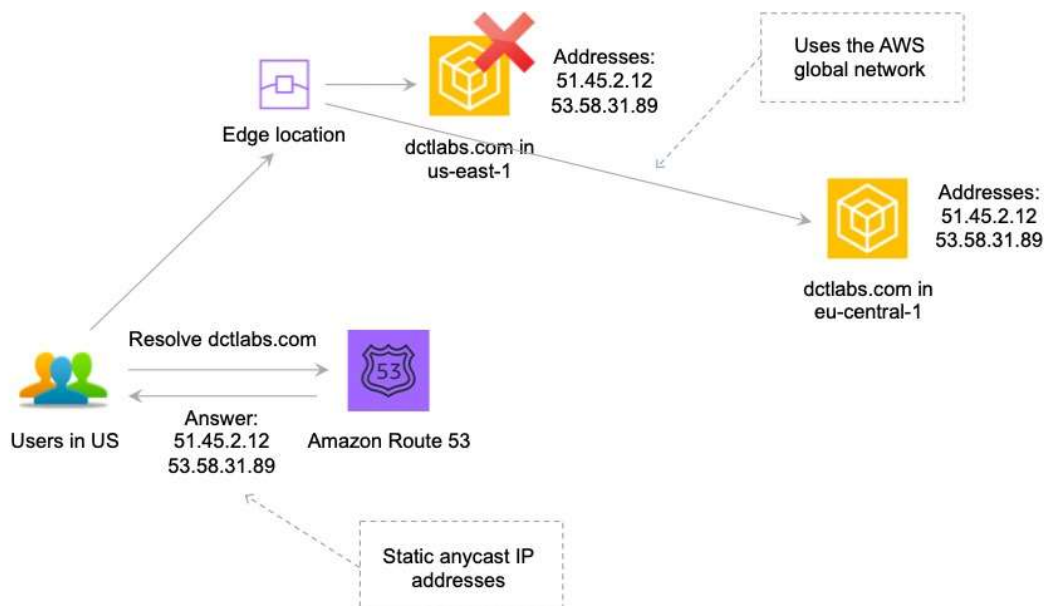 Addresses:
51.45.2.12
53.58.31.89
Uses the AWS
global network
Edge location
dctlabs.com in
us-east-1
Addresses:
51.45.2.12
53.58.31.89
dctlabs.com in
eu-central-1
Resolve dctlabs.com
53
Users in US
Answer:
51.45.2.12
53.58.31.89
Amazon Route 53
Static anycast IP
addresses